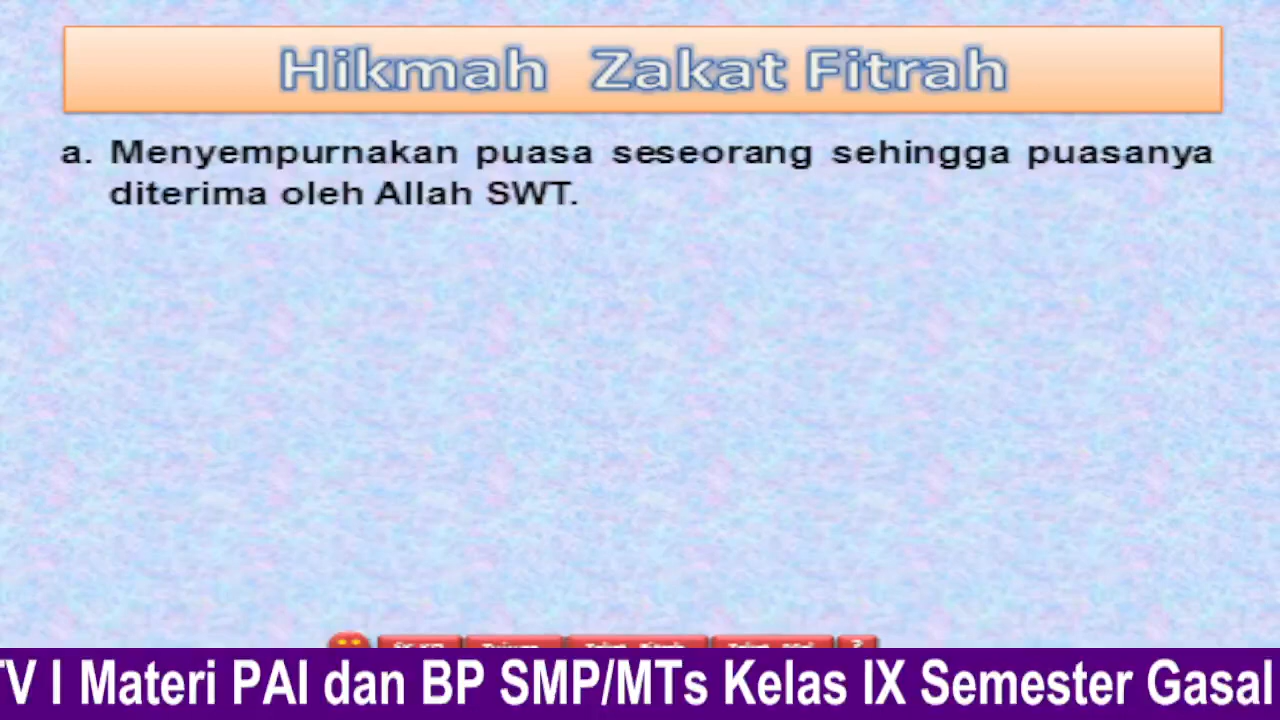 Hikmah Zakat Fitrah
a. Menyempurnakan puasa seseorang sehingga puasanya
diterima oleh Allah SWT.
TV I Materi PAI dan BP SMP/MTs Kelas IX Semester Gasal